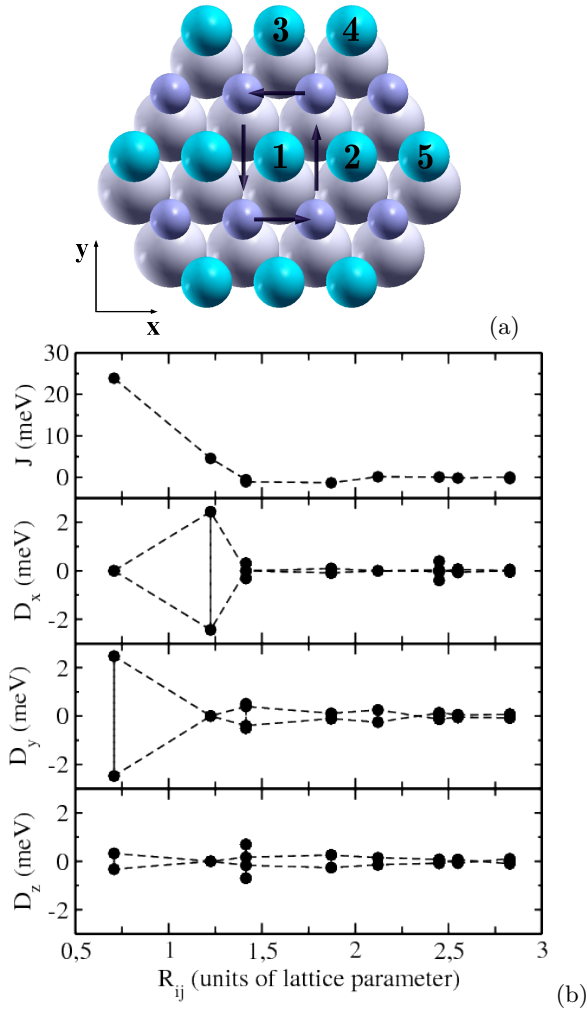 3 4
1 2 5
y
x
(a)
30
20
10
0
J (meV)
2
0
-2
D_x (meV)
2
0
-2
D_y (meV)
2
0
-2
D_z (meV)
0,5 1 1,5 2 2,5 3
R_ij (units of lattice parameter)
(b)